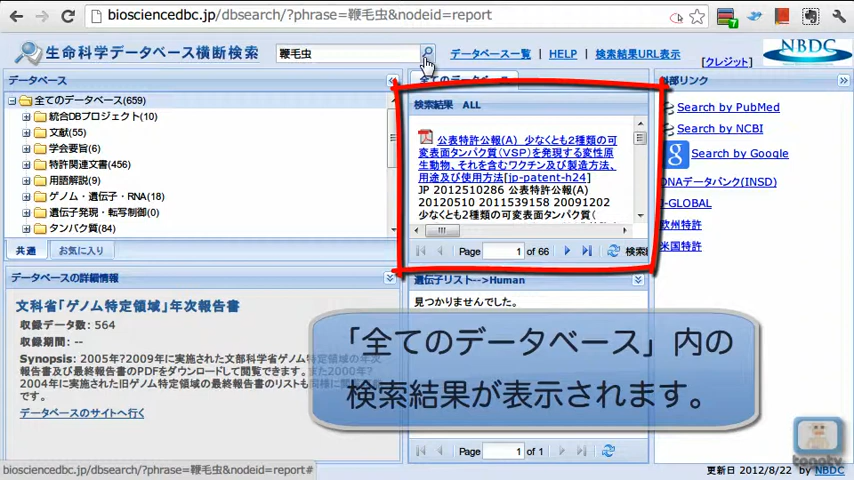 biosciencedbc.jp/dbsearch/?phrase=鞭毛虫&nodeid=report
生命科学データベース横断検索
鞭毛虫
データベース一覧 | HELP | 検索結果URL表示
[クレジット]
NBDC
データベース
全てのデータベース(659)
統合DBプロジェクト(10)
文献(55)
学会要旨(6)
特許関連文書(456)
用語解説(9)
ゲノム・遺伝子・RNA(18)
遺伝子発現・転写制御(0)
タンパク質(84)
共通
お気に入り
全てのデータベース
検索結果 ALL
公表特許公報(A) 少なくとも2種類の可
変表面タンパク質(VSP)を発現する変性原
生動物、それを含むワクチン及び製造方法、
用途及び使用方法[jp-patent-h24]
JP 2012510286 公表特許公報(A)
20120510 2011539158 20091202
少なくとも2種類の可変表面タンパク質(
Page 1 of 66
検索
外部リンク
Search by PubMed
Search by NCBI
Search by Google
DNAデータバンク(INSD)
J-GLOBAL
欧州特許
米国特許
データベースの詳細情報
文科省「ゲノム特定領域」年次報告書
収録データ数: 564
収録期間: --
Synopsis: 2005年?2009年に実施された文部科学省ゲノム特定領域の年次
報告書及び最終報告書のPDFをダウンロードして閲覧できます。また2000年?
2004年に実施された旧ゲノム特定領域の最終報告書のリストも
です。
データベースのサイトへ行く
遺伝子リスト-->Human
見つかりませんでした。
「全てのデータベース」内の
検索結果が表示されます。
Page 1 of 1
biosciencedbc.jp/dbsearch/?phrase=鞭毛虫&nodeid=report#
更新日 2012/8/22 by NBDC
togotv